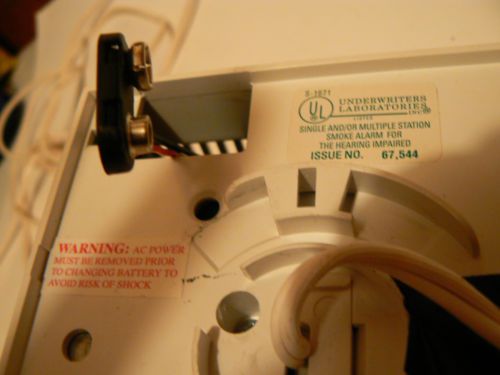 S-1871
UL
UNDERWRITERS
LABORATORIES
INC.®
LISTED
SINGLE AND/OR MULTIPLE STATION
SMOKE ALARM FOR
THE HEARING IMPAIRED
ISSUE NO. 67,544
WARNING: AC POWER
MUST BE REMOVED PRIOR
TO CHANGING BATTERY TO
AVOID RISK OF SHOCK